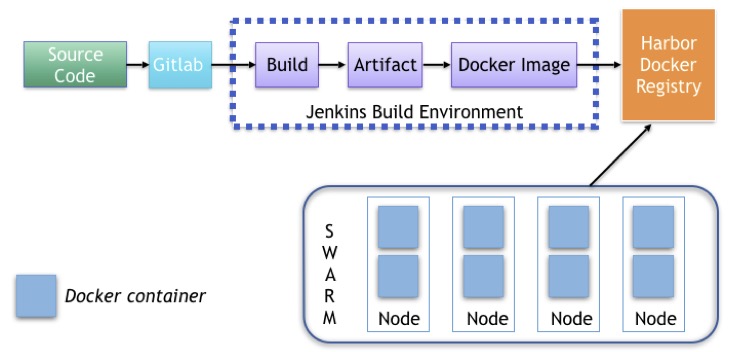 Source
Code
Gitlab
Build
Artifact
Docker Image
Jenkins Build Environment
Harbor
Docker
Registry
S
W
A
R
M
Node
Node
Node
Node
Docker container